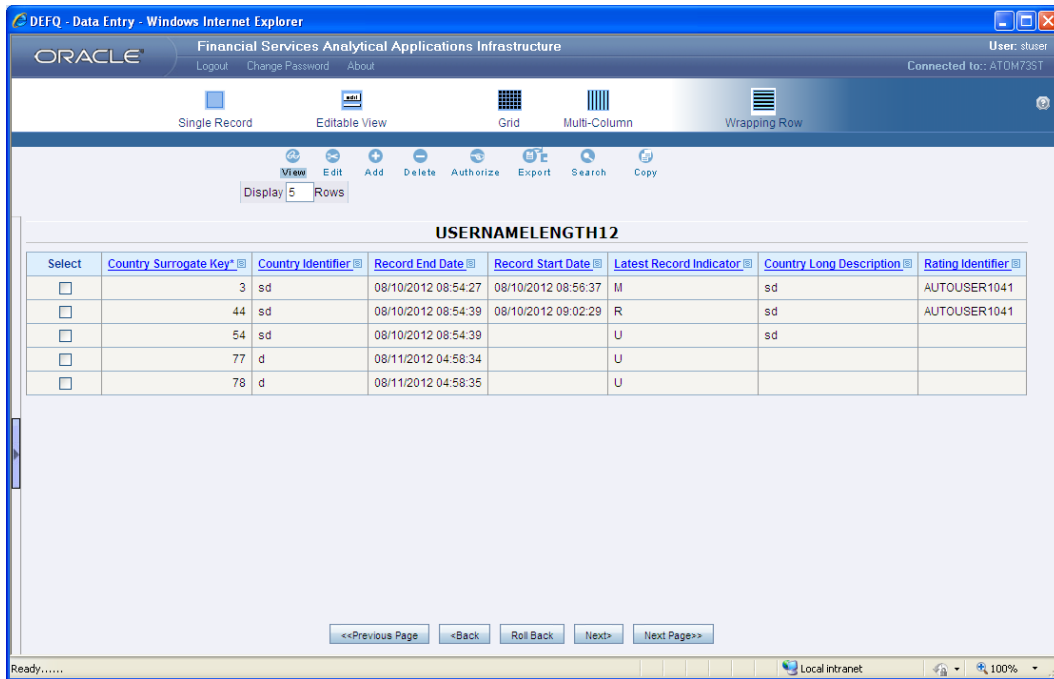 DEFQ - Data Entry - Windows Internet Explorer
ORACLE
Financial Services Analytical Applications Infrastructure
User: stuser
Logout Change Password About
Connected to:: ATOM73ST
Single Record Editable View Grid Multi-Column Wrapping Row
View Edit Add Delete Authorize Export Search Copy
Display 5 Rows
USERNAMELENGTH12
Select Country Surrogate Key* Country Identifier Record End Date Record Start Date Latest Record Indicator Country Long Description Rating Identifier
3 sd 08/10/2012 08:54:27 08/10/2012 08:56:37 M sd AUTOUSER1041
44 sd 08/10/2012 08:54:39 08/10/2012 09:02:29 R sd AUTOUSER1041
54 sd 08/10/2012 08:54:39 U sd
77 d 08/11/2012 04:58:34 U
78 d 08/11/2012 04:58:35 U
<<Previous Page <Back Roll Back Next> Next Page>>
Ready...... Local intranet 100%